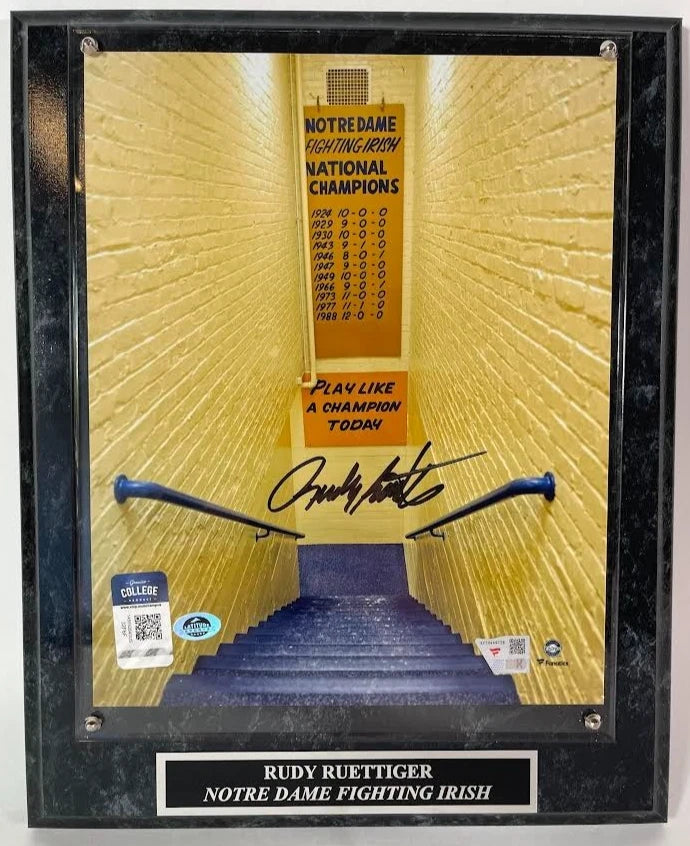 NOTRE DAME
FIGHTING IRISH
NATIONAL
CHAMPIONS
1924 10-0-0
1929 9-0-0
1930 10-0-0
1943 9-1-0
1946 8-0-1
1947 9-0-0
1949 10-0-0
1966 9-0-1
1973 11-0-0
1977 11-1-0
1988 12-0-0
PLAY LIKE
A CHAMPION
TODAY
Genuine
COLLEGE
LATITUDE
Fanatics
RUDY RUETTIGER
NOTRE DAME FIGHTING IRISH